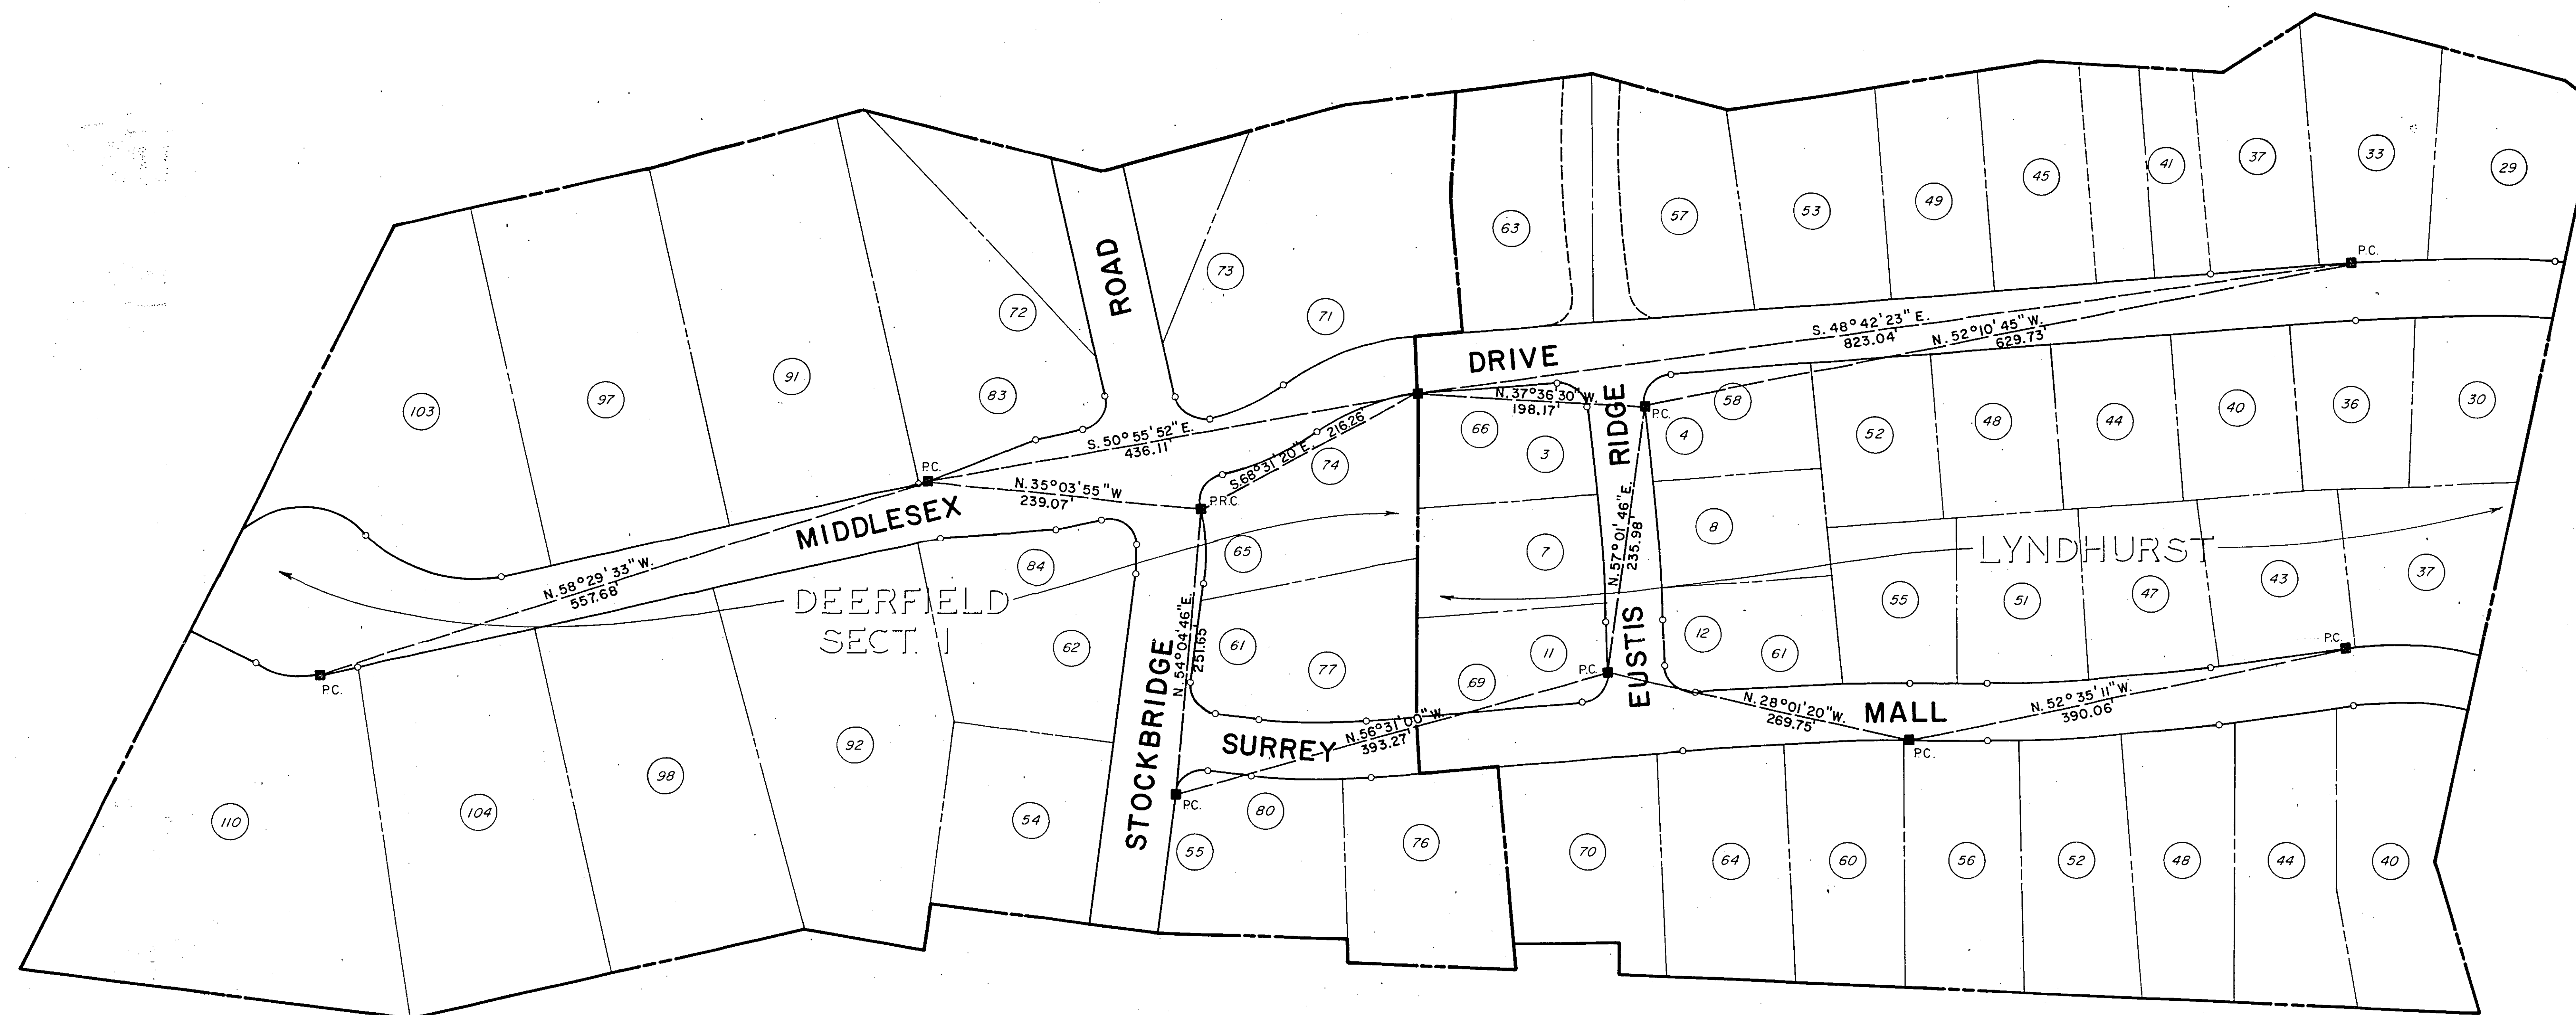 ROAD
DRIVE
MIDDLESEX
RIDGE
EUSTIS
STOCKBRIDGE
SURREY
MALL
DEERFIELD
SECT. 1
LYNDHURST
S. 48°42'23" E.
823.04'
N. 52°10'45" W.
629.73'
N. 37°36'30" W.
198.17'
S. 50°55'52" E.
436.11'
S. 68°31'20" E. 216.26'
N. 35°03'55" W
239.07'
N. 58°29'33" W.
557.68'
N. 57°01'46" E.
235.98'
N. 54°04'46" E.
251.65'
N. 56°31'00" W.
393.27'
N. 28°01'20" W.
269.75'
N. 52°35'11" W.
390.06'
P.C.
P.C.
P.C.
P.R.C.
P.C.
P.C.
P.C.
P.C.
P.C.
103
97
91
83
72
73
71
63
57
53
49
45
41
37
33
29
66
3
58
4
52
48
44
40
36
30
74
65
7
8
84
62
61
77
69
11
12
61
55
51
47
43
37
110
104
98
92
54
55
80
76
70
64
60
56
52
48
44
40